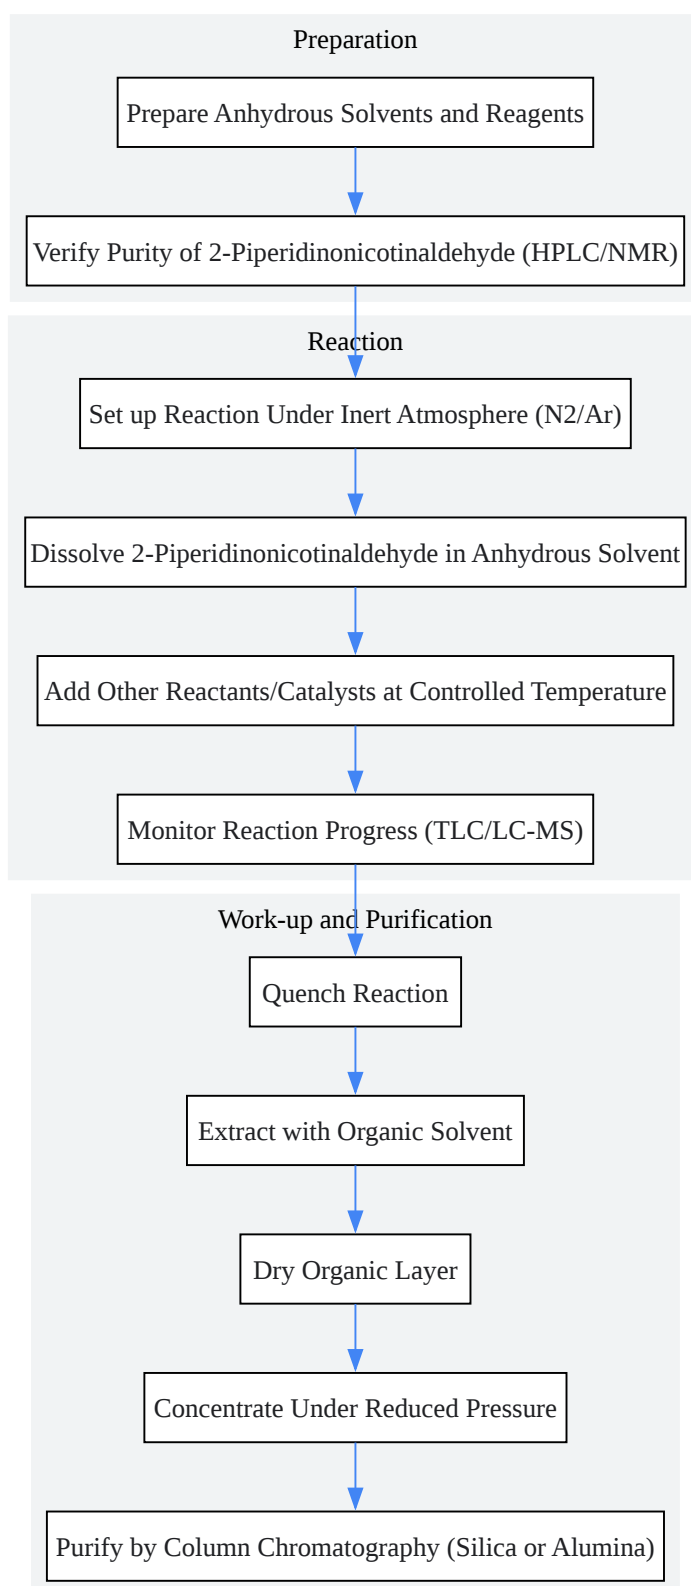 Preparation
Prepare Anhydrous Solvents and Reagents
Verify Purity of 2-Piperidinonicotinaldehyde (HPLC/NMR)
Reaction
Set up Reaction Under Inert Atmosphere (N2/Ar)
Dissolve 2-Piperidinonicotinaldehyde in Anhydrous Solvent
Add Other Reactants/Catalysts at Controlled Temperature
Monitor Reaction Progress (TLC/LC-MS)
Work-up and Purification
Quench Reaction
Extract with Organic Solvent
Dry Organic Layer
Concentrate Under Reduced Pressure
Purify by Column Chromatography (Silica or Alumina)